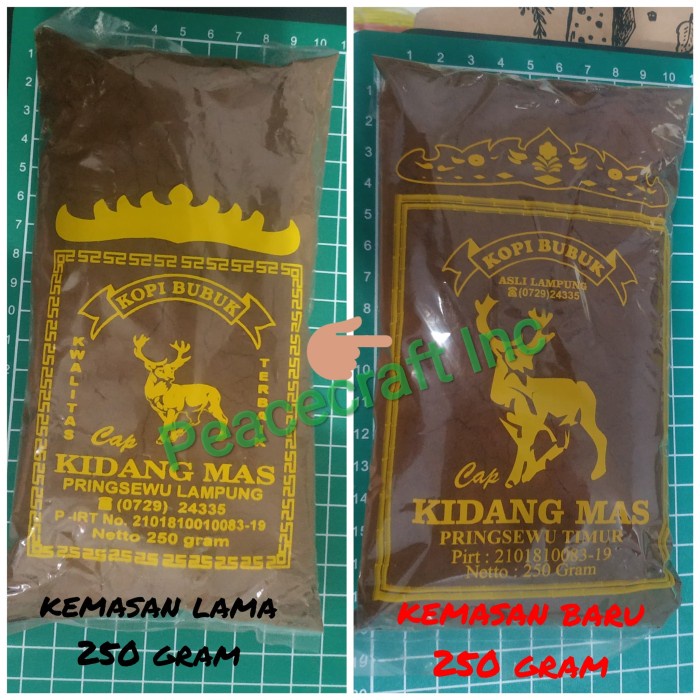 KOPI BUBUK
KWALITAS
TERBAIK
Cap
KIDANG MAS
PRINGSEWU LAMPUNG
☎ (0729) 24335
P-IRT No. 2101810010083-19
Netto 250 gram
KEMASAN LAMA
250 GRAM
KOPI BUBUK
ASLI LAMPUNG
☎(0729)24335
Cap
KIDANG MAS
PRINGSEWU TIMUR
Pirt : 2101810083-19
Netto : 250 Gram
KEMASAN BARU
250 GRAM
Peacecraft Inc